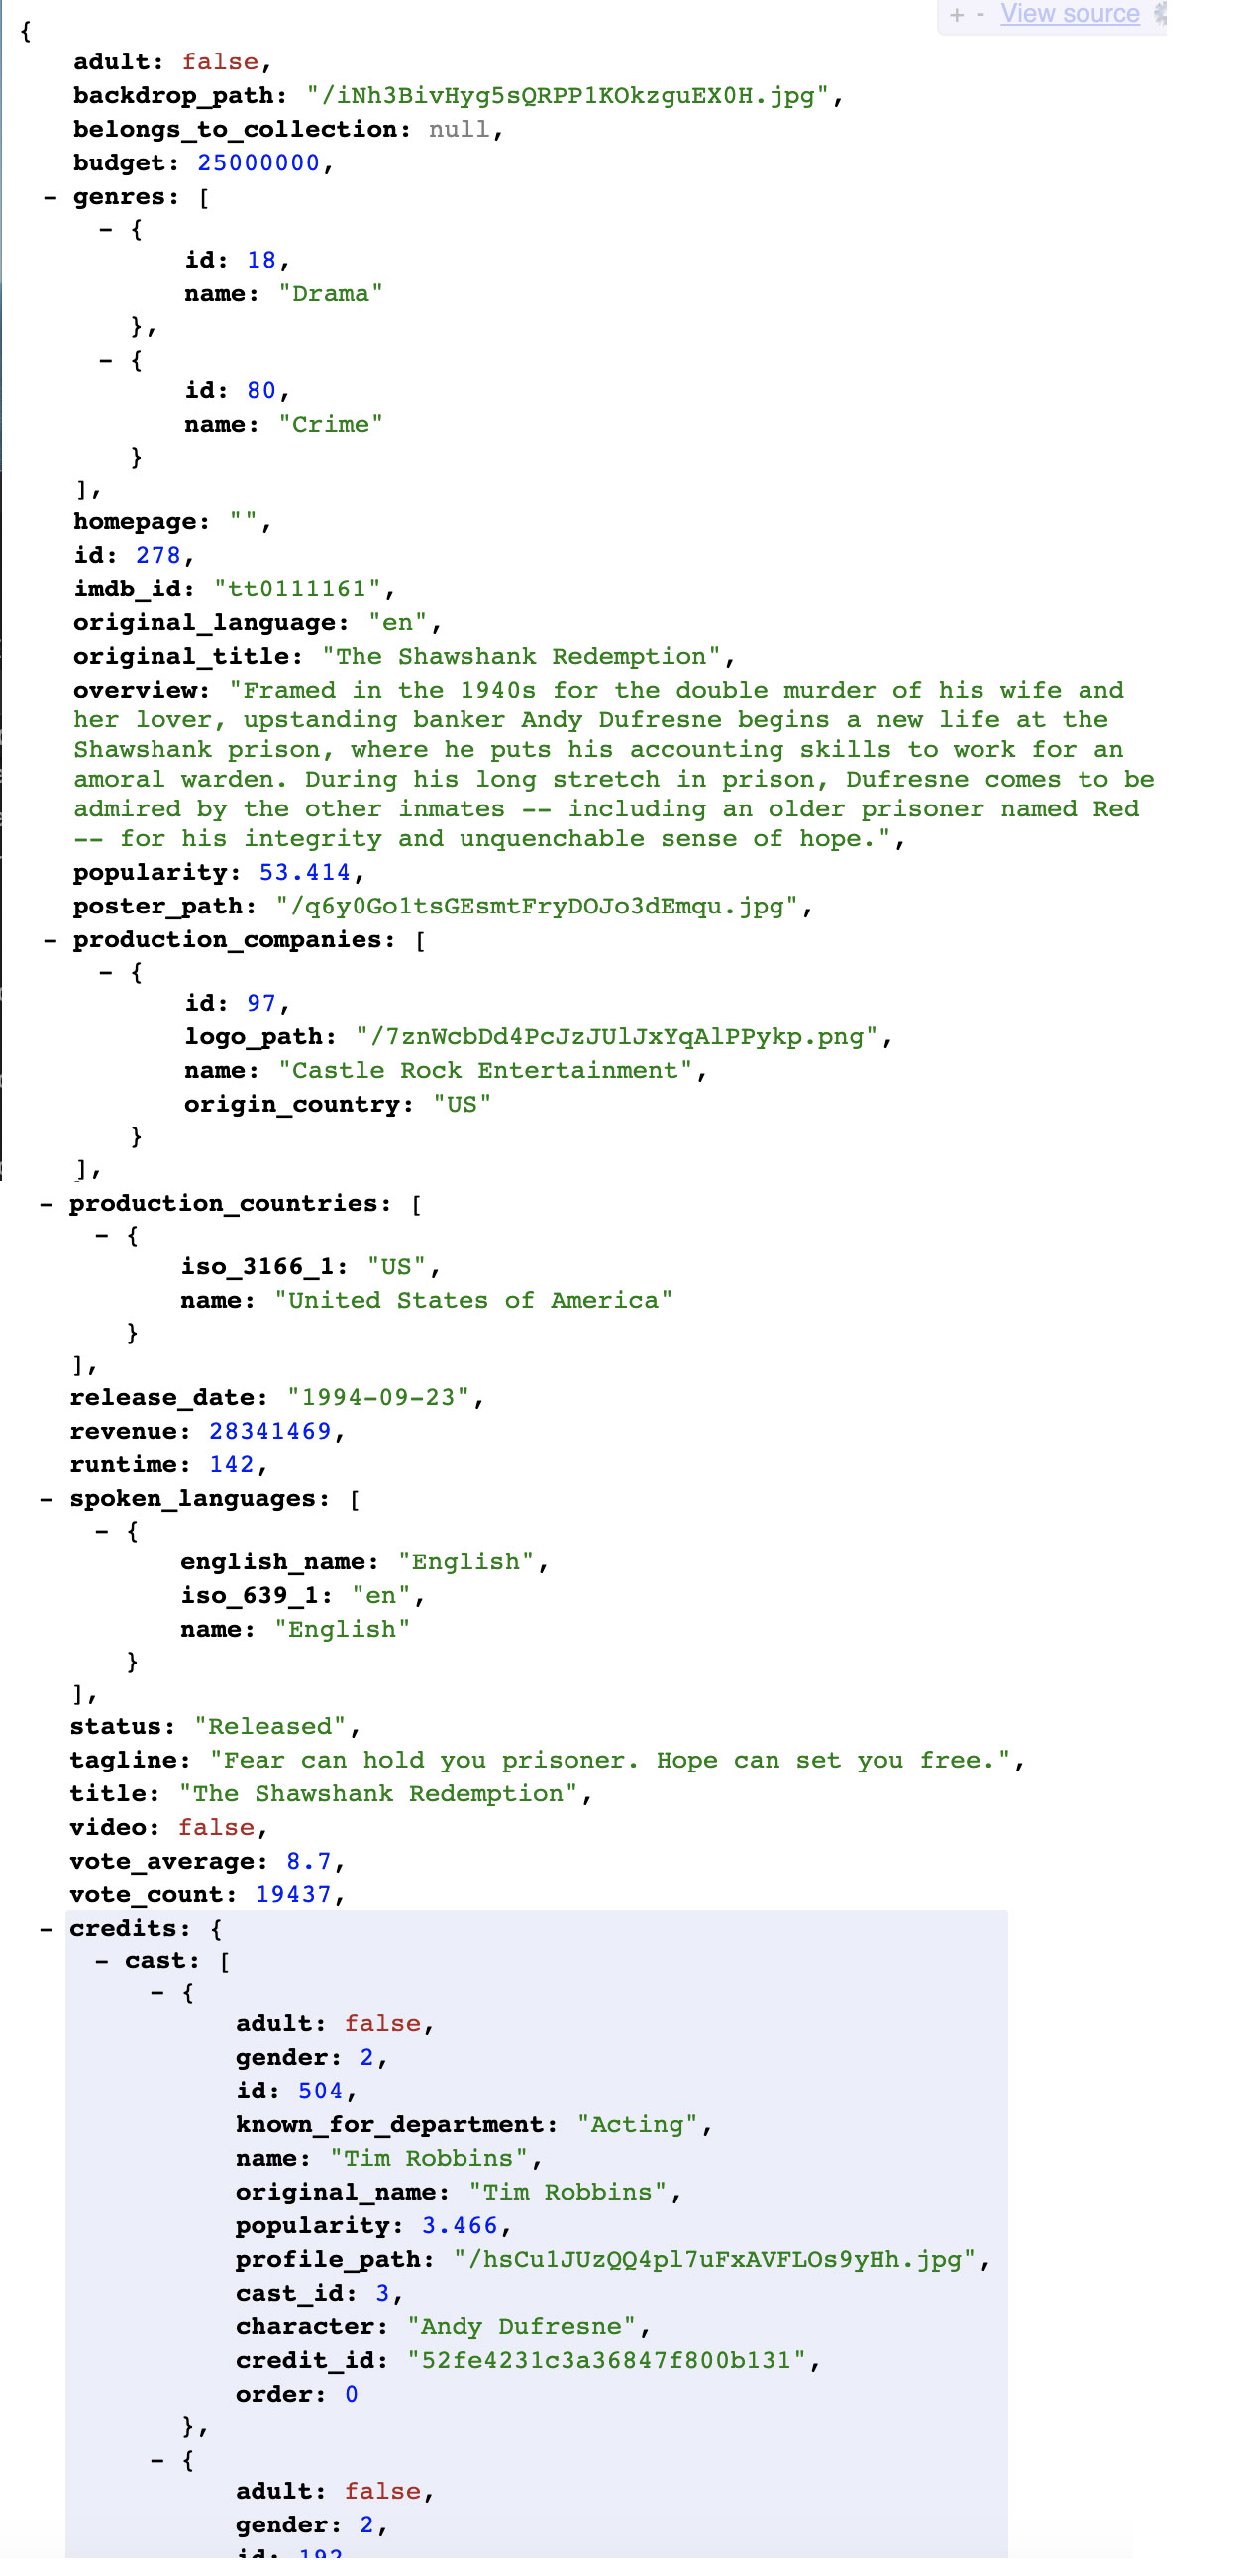 + - View source
{
adult: false,
backdrop_path: "/iNh3BivHyg5sQRPP1KOkzguEX0H.jpg",
belongs_to_collection: null,
budget: 25000000,
- genres: [
- {
id: 18,
name: "Drama"
},
- {
id: 80,
name: "Crime"
}
],
homepage: "",
id: 278,
imdb_id: "tt0111161",
original_language: "en",
original_title: "The Shawshank Redemption",
overview: "Framed in the 1940s for the double murder of his wife and
her lover, upstanding banker Andy Dufresne begins a new life at the
Shawshank prison, where he puts his accounting skills to work for an
amoral warden. During his long stretch in prison, Dufresne comes to be
admired by the other inmates -- including an older prisoner named Red
-- for his integrity and unquenchable sense of hope.",
popularity: 53.414,
poster_path: "/q6y0Go1tsGEsmtFryDOJo3dEmqu.jpg",
- production_companies: [
- {
id: 97,
logo_path: "/7znWcbDd4PcJzJUlJxYqAlPPykp.png",
name: "Castle Rock Entertainment",
origin_country: "US"
}
],
- production_countries: [
- {
iso_3166_1: "US",
name: "United States of America"
}
],
release_date: "1994-09-23",
revenue: 28341469,
runtime: 142,
- spoken_languages: [
- {
english_name: "English",
iso_639_1: "en",
name: "English"
}
],
status: "Released",
tagline: "Fear can hold you prisoner. Hope can set you free.",
title: "The Shawshank Redemption",
video: false,
vote_average: 8.7,
vote_count: 19437,
- credits: {
- cast: [
- {
adult: false,
gender: 2,
id: 504,
known_for_department: "Acting",
name: "Tim Robbins",
original_name: "Tim Robbins",
popularity: 3.466,
profile_path: "/hsCu1JUzQQ4pl7uFxAVFLOs9yHh.jpg",
cast_id: 3,
character: "Andy Dufresne",
credit_id: "52fe4231c3a36847f800b131",
order: 0
},
- {
adult: false,
gender: 2,
id: 192